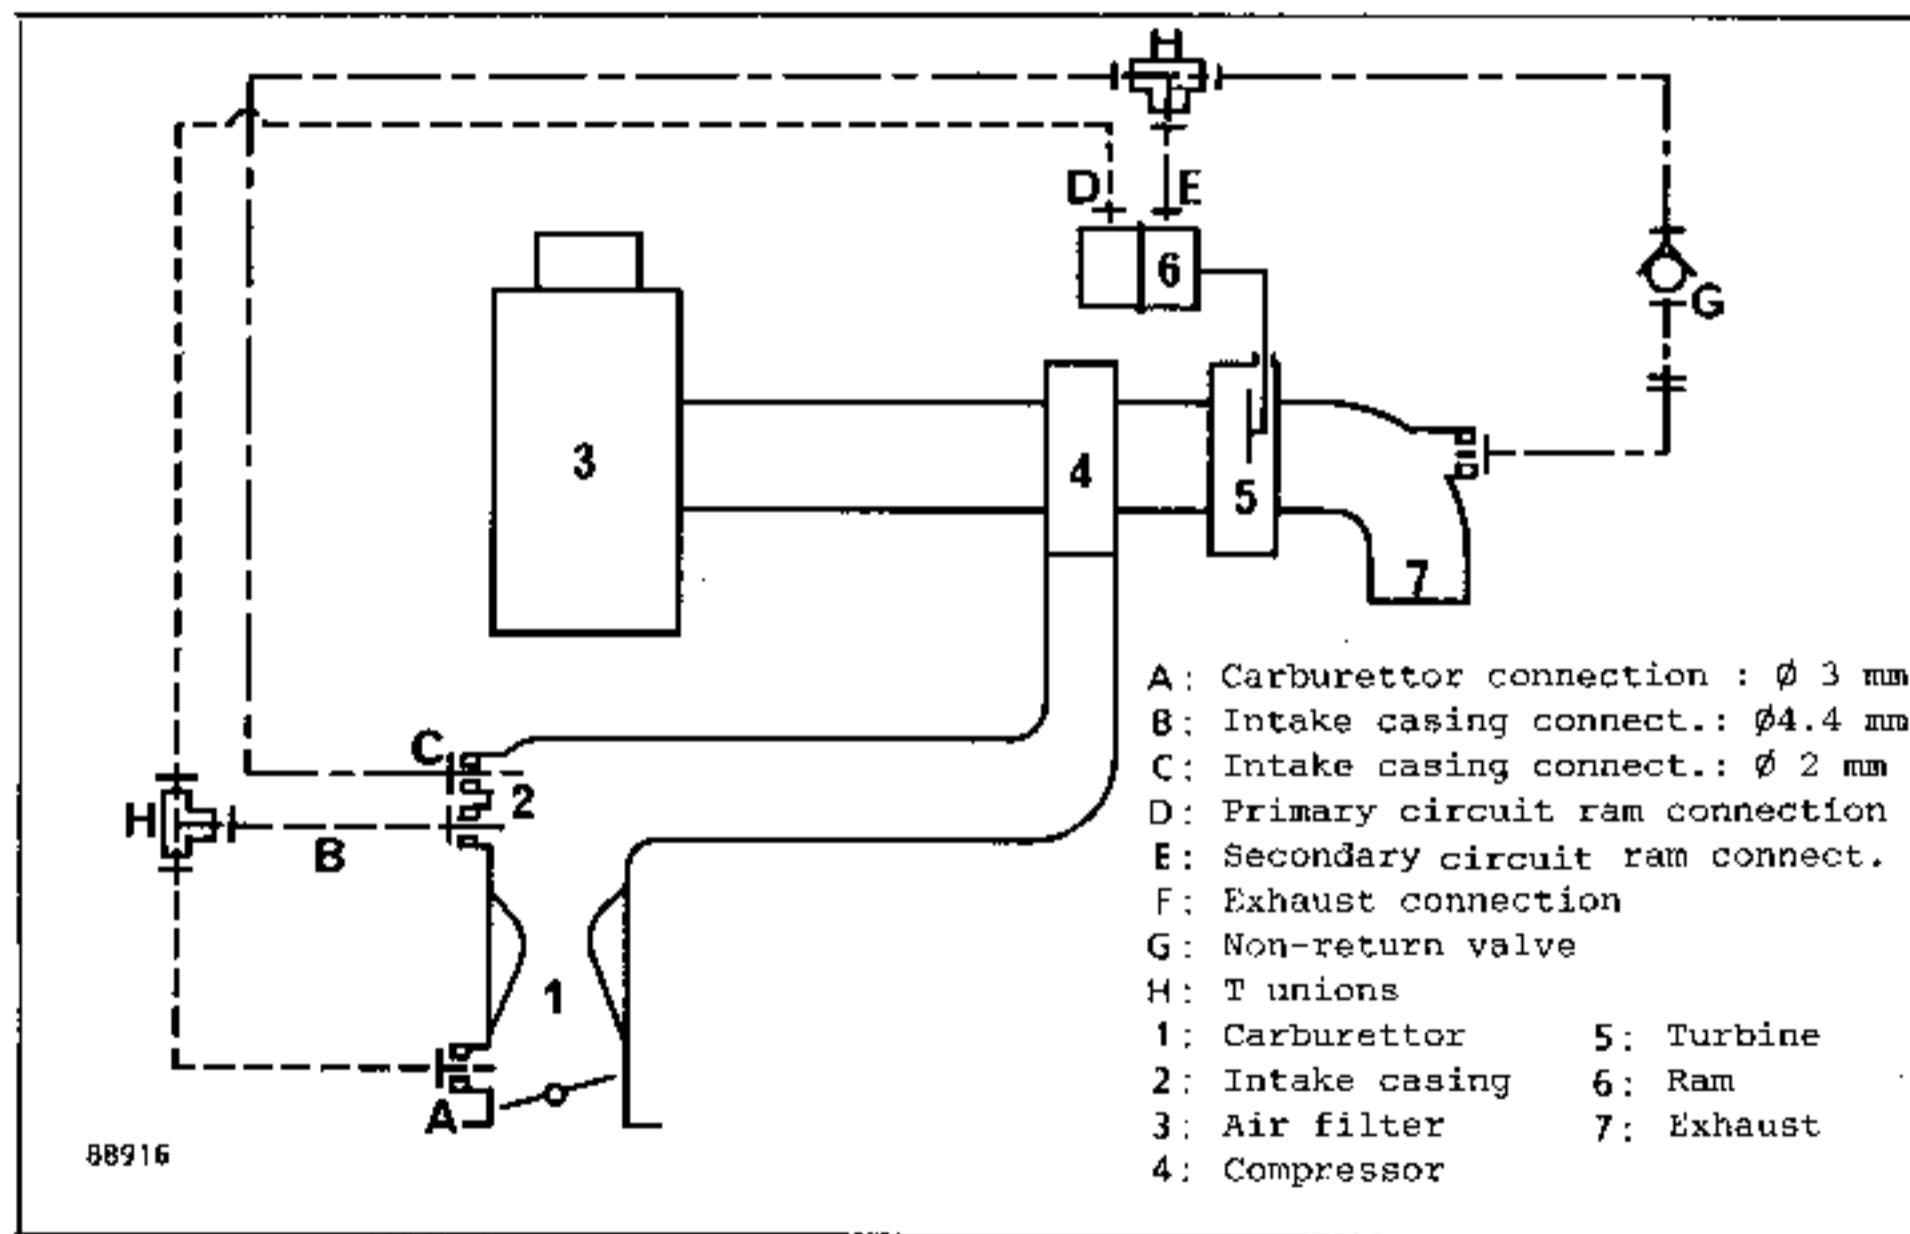 H
D
E
6
G
3
4
5
7
C
2
H
B
1
A
A: Carburettor connection : Ø 3 mm
B: Intake casing connect.: Ø4.4 mm
C: Intake casing connect.: Ø 2 mm
D: Primary circuit ram connection
E: Secondary circuit ram connect.
F: Exhaust connection
G: Non-return valve
H: T unions
1: Carburettor 5: Turbine
2: Intake casing 6: Ram
3: Air filter 7: Exhaust
4: Compressor
88916